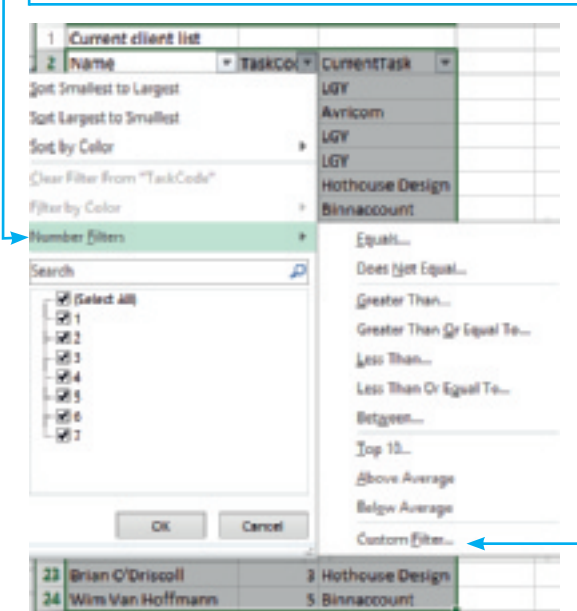 1 Current client list
2 Name TaskCo CurrentTask
Sort Smallest to Largest
LGY
Sort Largest to Smallest
Avricom
Sort by Color
LGY
LGY
Clear Filter From "TaskCode"
Hothouse Design
Filter by Color
Binnaccount
Number Filters
Search
(Select All)
1
2
3
4
5
6
7
OK Cancel
Equals...
Does Not Equal...
Greater Than...
Greater Than Or Equal To...
Less Than...
Less Than Or Equal To...
Between...
Top 10...
Above Average
Below Average
Custom Filter...
23 Brian O'Driscoll 3 Hothouse Design
24 Wim Van Hoffmann 5 Binnaccount